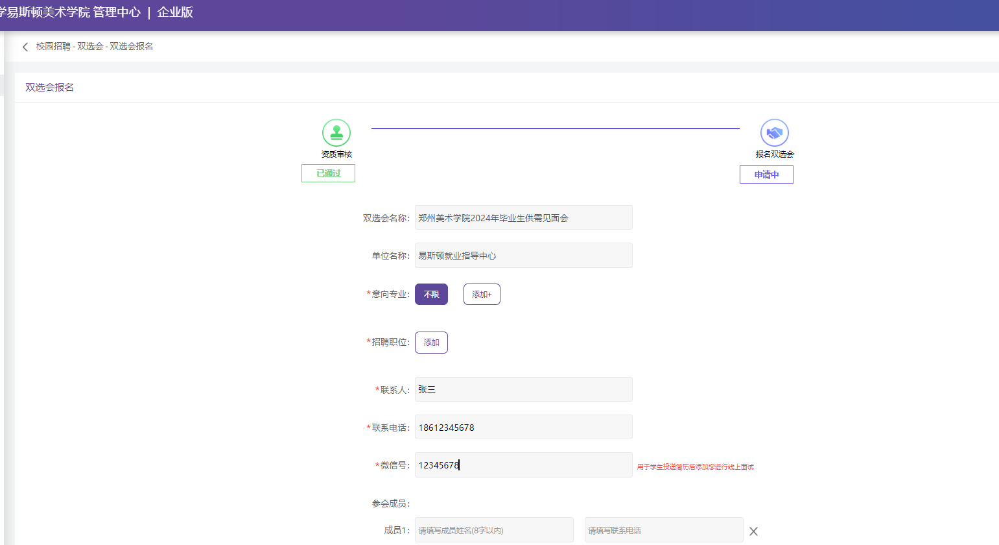 学易斯顿美术学院 管理中心 | 企业版
校园招聘 - 双选会 - 双选会报名
双选会报名
资质审核
报名双选会
已通过
申请中
双选会名称: 郑州美术学院2024年毕业生供需见面会
单位名称: 易斯顿就业指导中心
*意向专业: 不限 添加+
*招聘职位: 添加
*联系人: 张三
*联系电话: 18612345678
*微信号: 12345678 用于学生投递简历后添加您进行线上面试
参会成员:
成员1: 请填写成员姓名(8字以内) 请填写联系电话